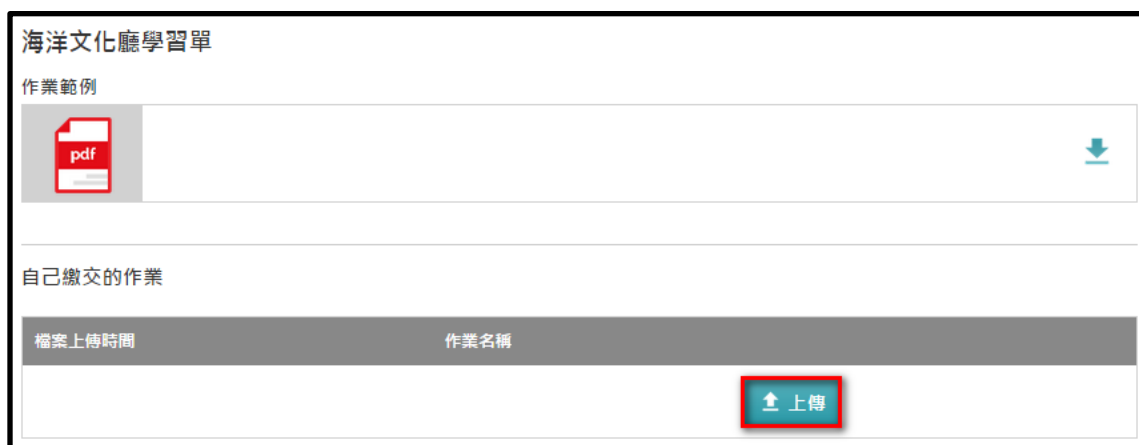 海洋文化廳學習單
作業範例
pdf
自己繳交的作業
檔案上傳時間 作業名稱
上傳